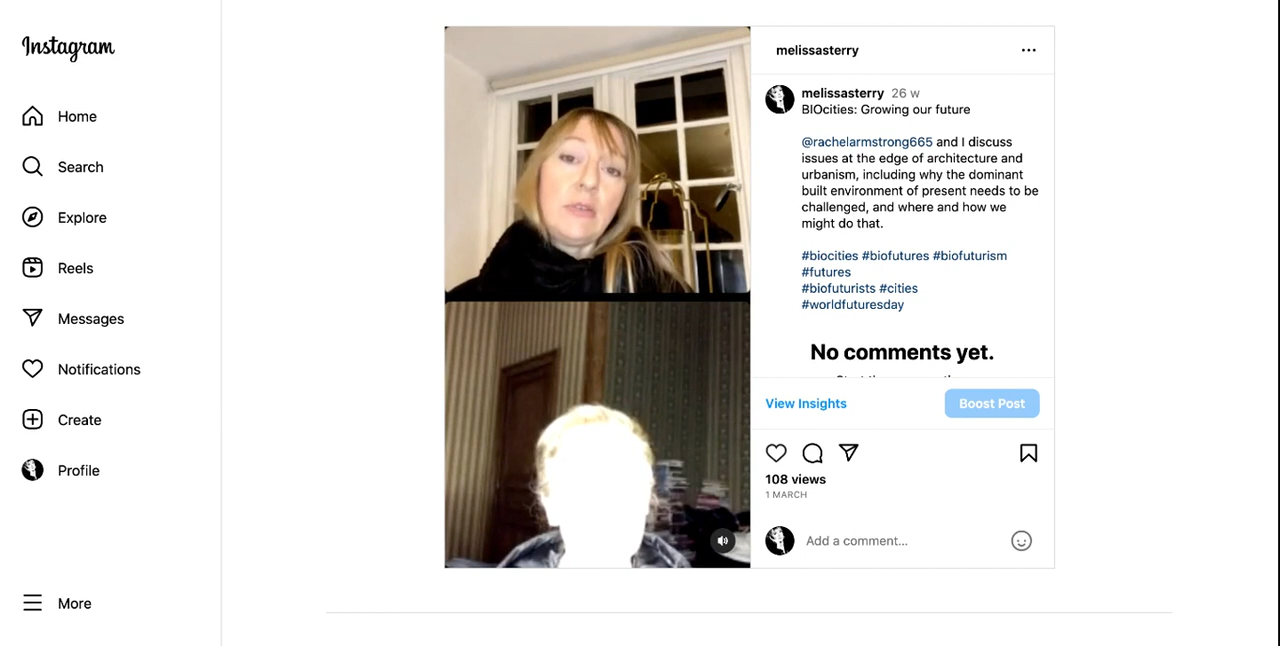 Instagram
Home
Search
Explore
Reels
Messages
Notifications
Create
Profile
More
melissasterry
melissasterry 26 w
BIOcities: Growing our future
@rachelarmstrong665 and I discuss
issues at the edge of architecture and
urbanism, including why the dominant
built environment of present needs to be
challenged, and where and how we
might do that.
#biocities #biofutures #biofuturism
#futures
#biofuturists #cities
#worldfuturesday
No comments yet.
View Insights
Boost Post
108 views
1 MARCH
Add a comment...